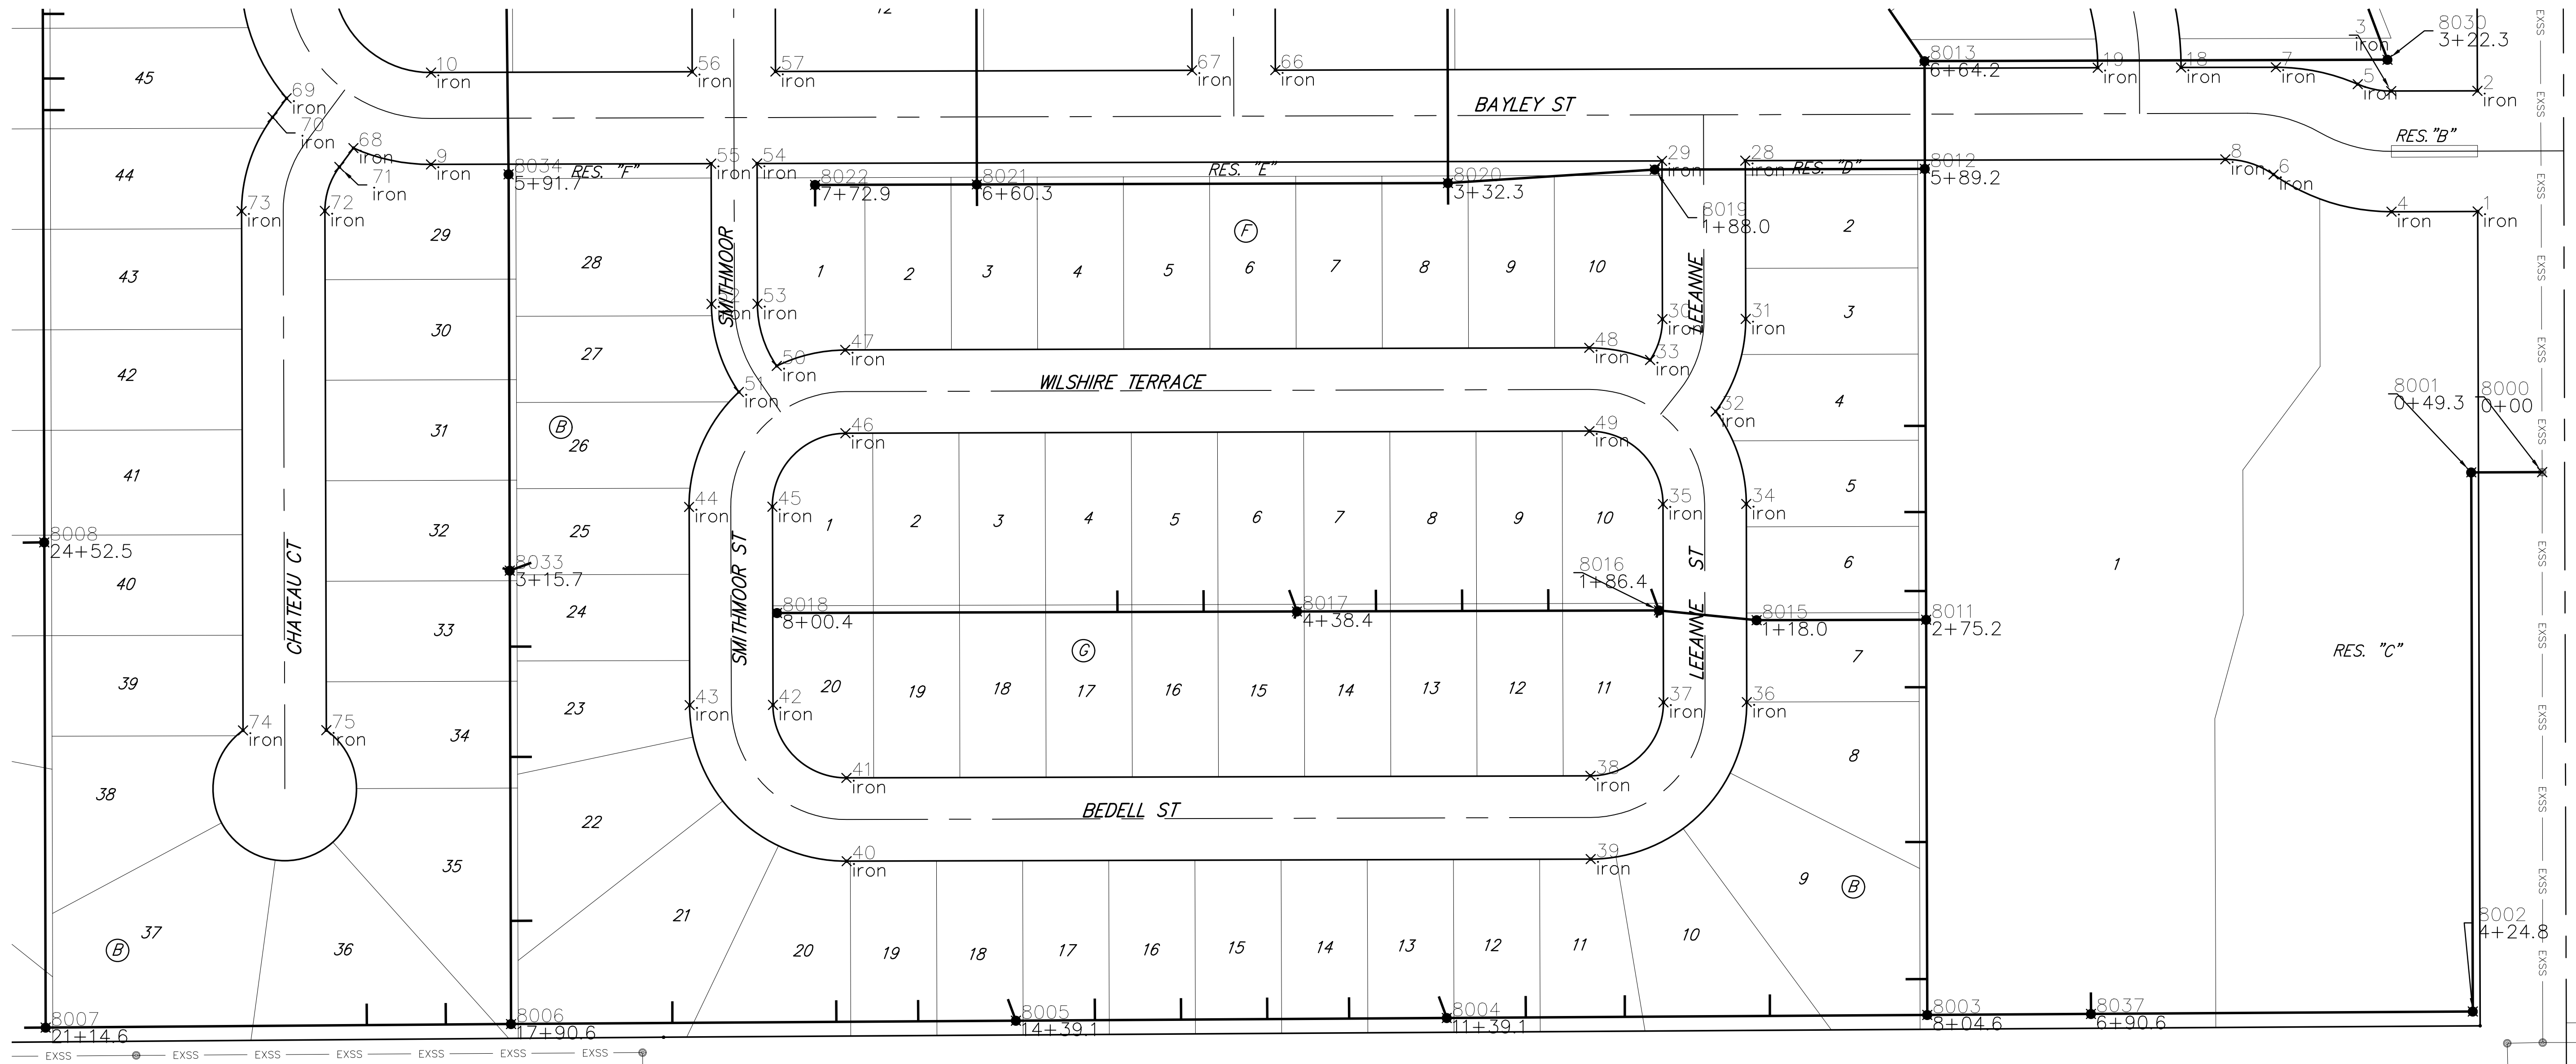 12
45
10
iron
56
iron
57
iron
67
iron
66
iron
8013
6+64.2
19
iron
18
iron
7
iron
3
iron
5
iron
8030
3+22.3
2
iron
EXSS
69
iron
70
iron
BAYLEY ST
RES. "B"
68
iron
9
iron
71
iron
8034
5+91.7
RES. "F"
55
iron
54
iron
8022
7+72.9
8021
6+60.3
RES. "E"
8020
3+32.3
29
iron
28
iron
RES. "D"
8012
5+89.2
8
iron
6
iron
44
73
iron
72
iron
29
28
8019
1+88.0
2
4
iron
1
iron
SMITHMOOR
F
LEEANNE
43
1
2
3
4
5
6
7
8
9
10
EXSS
iron
53
iron
30
iron
31
iron
3
30
27
42
47
iron
50
iron
48
iron
33
iron
WILSHIRE TERRACE
51
iron
32
iron
4
8001
0+49.3
8000
0+00
31
B
26
46
iron
49
iron
41
44
iron
45
iron
35
iron
34
iron
5
32
25
1
2
3
4
5
6
7
8
9
10
8008
24+52.5
CHATEAU CT
SMITHMOOR ST
LEEANNE ST
8033
3+15.7
8016
1+86.4
6
1
40
24
8018
8+00.4
8017
4+38.4
8015
1+18.0
8011
2+75.2
33
G
7
RES. "C"
39
23
20
19
18
17
16
15
14
13
12
11
43
iron
42
iron
37
iron
36
iron
74
iron
75
iron
34
8
41
iron
38
iron
38
22
BEDELL ST
40
iron
39
iron
35
9
B
21
37
B
36
20
19
18
17
16
15
14
13
12
11
10
8002
4+24.8
8007
21+14.6
8006
17+90.6
8005
14+39.1
8004
11+39.1
8003
8+04.6
8037
6+90.6
EXSS
EXSS
EXSS
EXSS
EXSS
EXSS
EXSS
EXSS